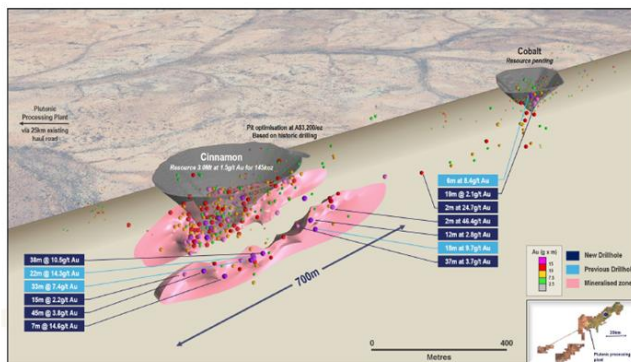 Cobalt
Resource pending
Plutonic
Processing Plant
via 25km existing
haul road
Pit optimisation at A$3,200/oz
Based on historic drilling
Cinnamon
Resource 3.0Mt at 1.5g/t Au for 143koz
6m at 5.4g/t Au
19m @ 2.1g/t Au
2m at 24.7g/t Au
2m at 46.4g/t Au
12m at 2.8g/t Au
18m at 9.7g/t Au
37m at 3.7g/t Au
38m @ 10.5g/t Au
22m @ 14.3g/t Au
33m @ 7.4g/t Au
15m @ 2.2g/t Au
45m @ 3.8g/t Au
7m @ 14.6g/t Au
700m
Au (g x m)
New Drillhole
Previous Drillhole
Mineralised zone
0
400
Metres
Plutonic processing
plant